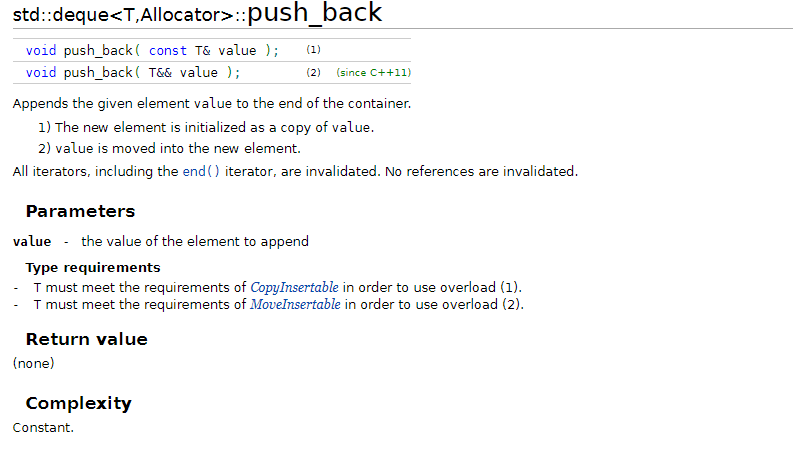 std::deque<T,Allocator>::push_back
void push_back( const T& value ); (1)
void push_back( T&& value ); (2) (since C++11)
Appends the given element value to the end of the container.
1) The new element is initialized as a copy of value.
2) value is moved into the new element.
All iterators, including the end() iterator, are invalidated. No references are invalidated.
Parameters
value - the value of the element to append
Type requirements
- T must meet the requirements of CopyInsertable in order to use overload (1).
- T must meet the requirements of MoveInsertable in order to use overload (2).
Return value
(none)
Complexity
Constant.